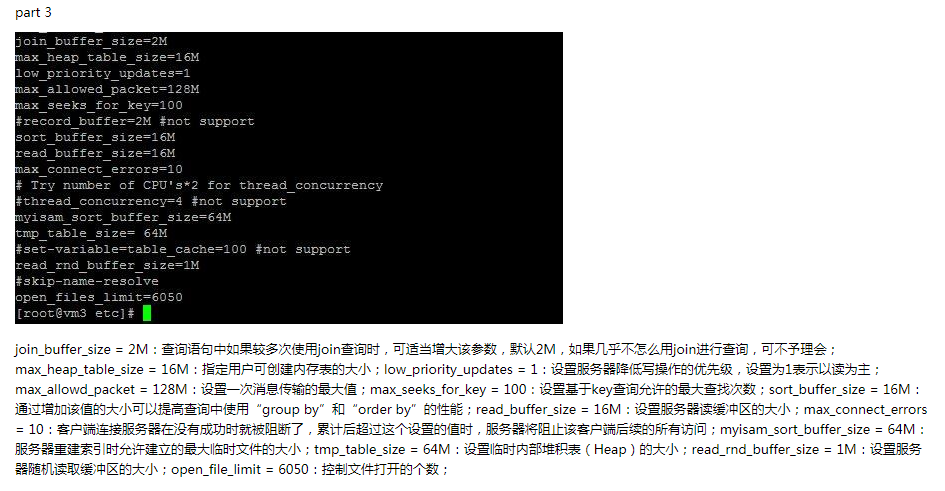 part 3
join_buffer_size=2M
max_heap_table_size=16M
low_priority_updates=1
max_allowed_packet=128M
max_seeks_for_key=100
#record_buffer=2M #not support
sort_buffer_size=16M
read_buffer_size=16M
max_connect_errors=10
# Try number of CPU's*2 for thread_concurrency
#thread_concurrency=4 #not support
myisam_sort_buffer_size=64M
tmp_table_size= 64M
#set-variable=table_cache=100 #not support
read_rnd_buffer_size=1M
#skip-name-resolve
open_files_limit=6050
[root@vm3 etc]#
join_buffer_size = 2M：查询语句中如果较多次使用join查询时，可适当增大该参数，默认2M，如果几乎不怎么用join进行查询，可不予理会；
max_heap_table_size = 16M：指定用户可创建内存表的大小；low_priority_updates = 1：设置服务器降低写操作的优先级，设置为1表示以读为主；
max_allowd_packet = 128M：设置一次消息传输的最大值；max_seeks_for_key = 100：设置基于key查询允许的最大查找次数；sort_buffer_size = 16M：
通过增加该值的大小可以提高查询中使用“group by”和“order by”的性能；read_buffer_size = 16M：设置服务器读缓冲区的大小；max_connect_errors
= 10：客户端连接服务器在没有成功时就被阻断了，累计后超过这个设置的值时，服务器将阻止该客户端后续的所有访问；myisam_sort_buffer_size = 64M：
服务器重建索引时允许建立的最大临时文件的大小；tmp_table_size = 64M：设置临时内部堆积表（Heap）的大小；read_rnd_buffer_size = 1M：设置服务
器随机读取缓冲区的大小；open_file_limit = 6050：控制文件打开的个数；